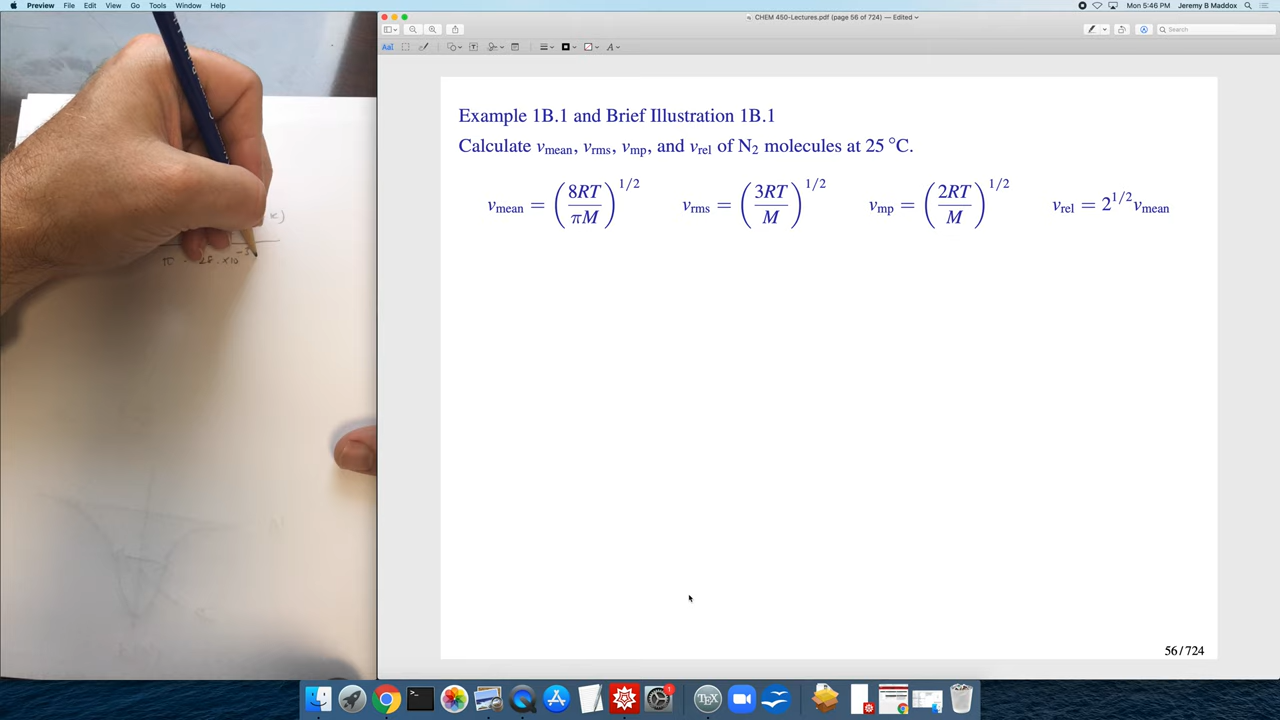 Preview File Edit View Go Tools Window Help Mon 5:46 PM Jeremy B Maddox
CHEM 450-Lectures.pdf (page 56 of 724) — Edited
Search
K)
π · 28. × 10⁻³
Example 1B.1 and Brief Illustration 1B.1
Calculate v_mean, v_rms, v_mp, and v_rel of N₂ molecules at 25 °C.
v_mean = (8RT/πM)^1/2 v_rms = (3RT/M)^1/2 v_mp = (2RT/M)^1/2 v_rel = 2^1/2 v_mean
56/724